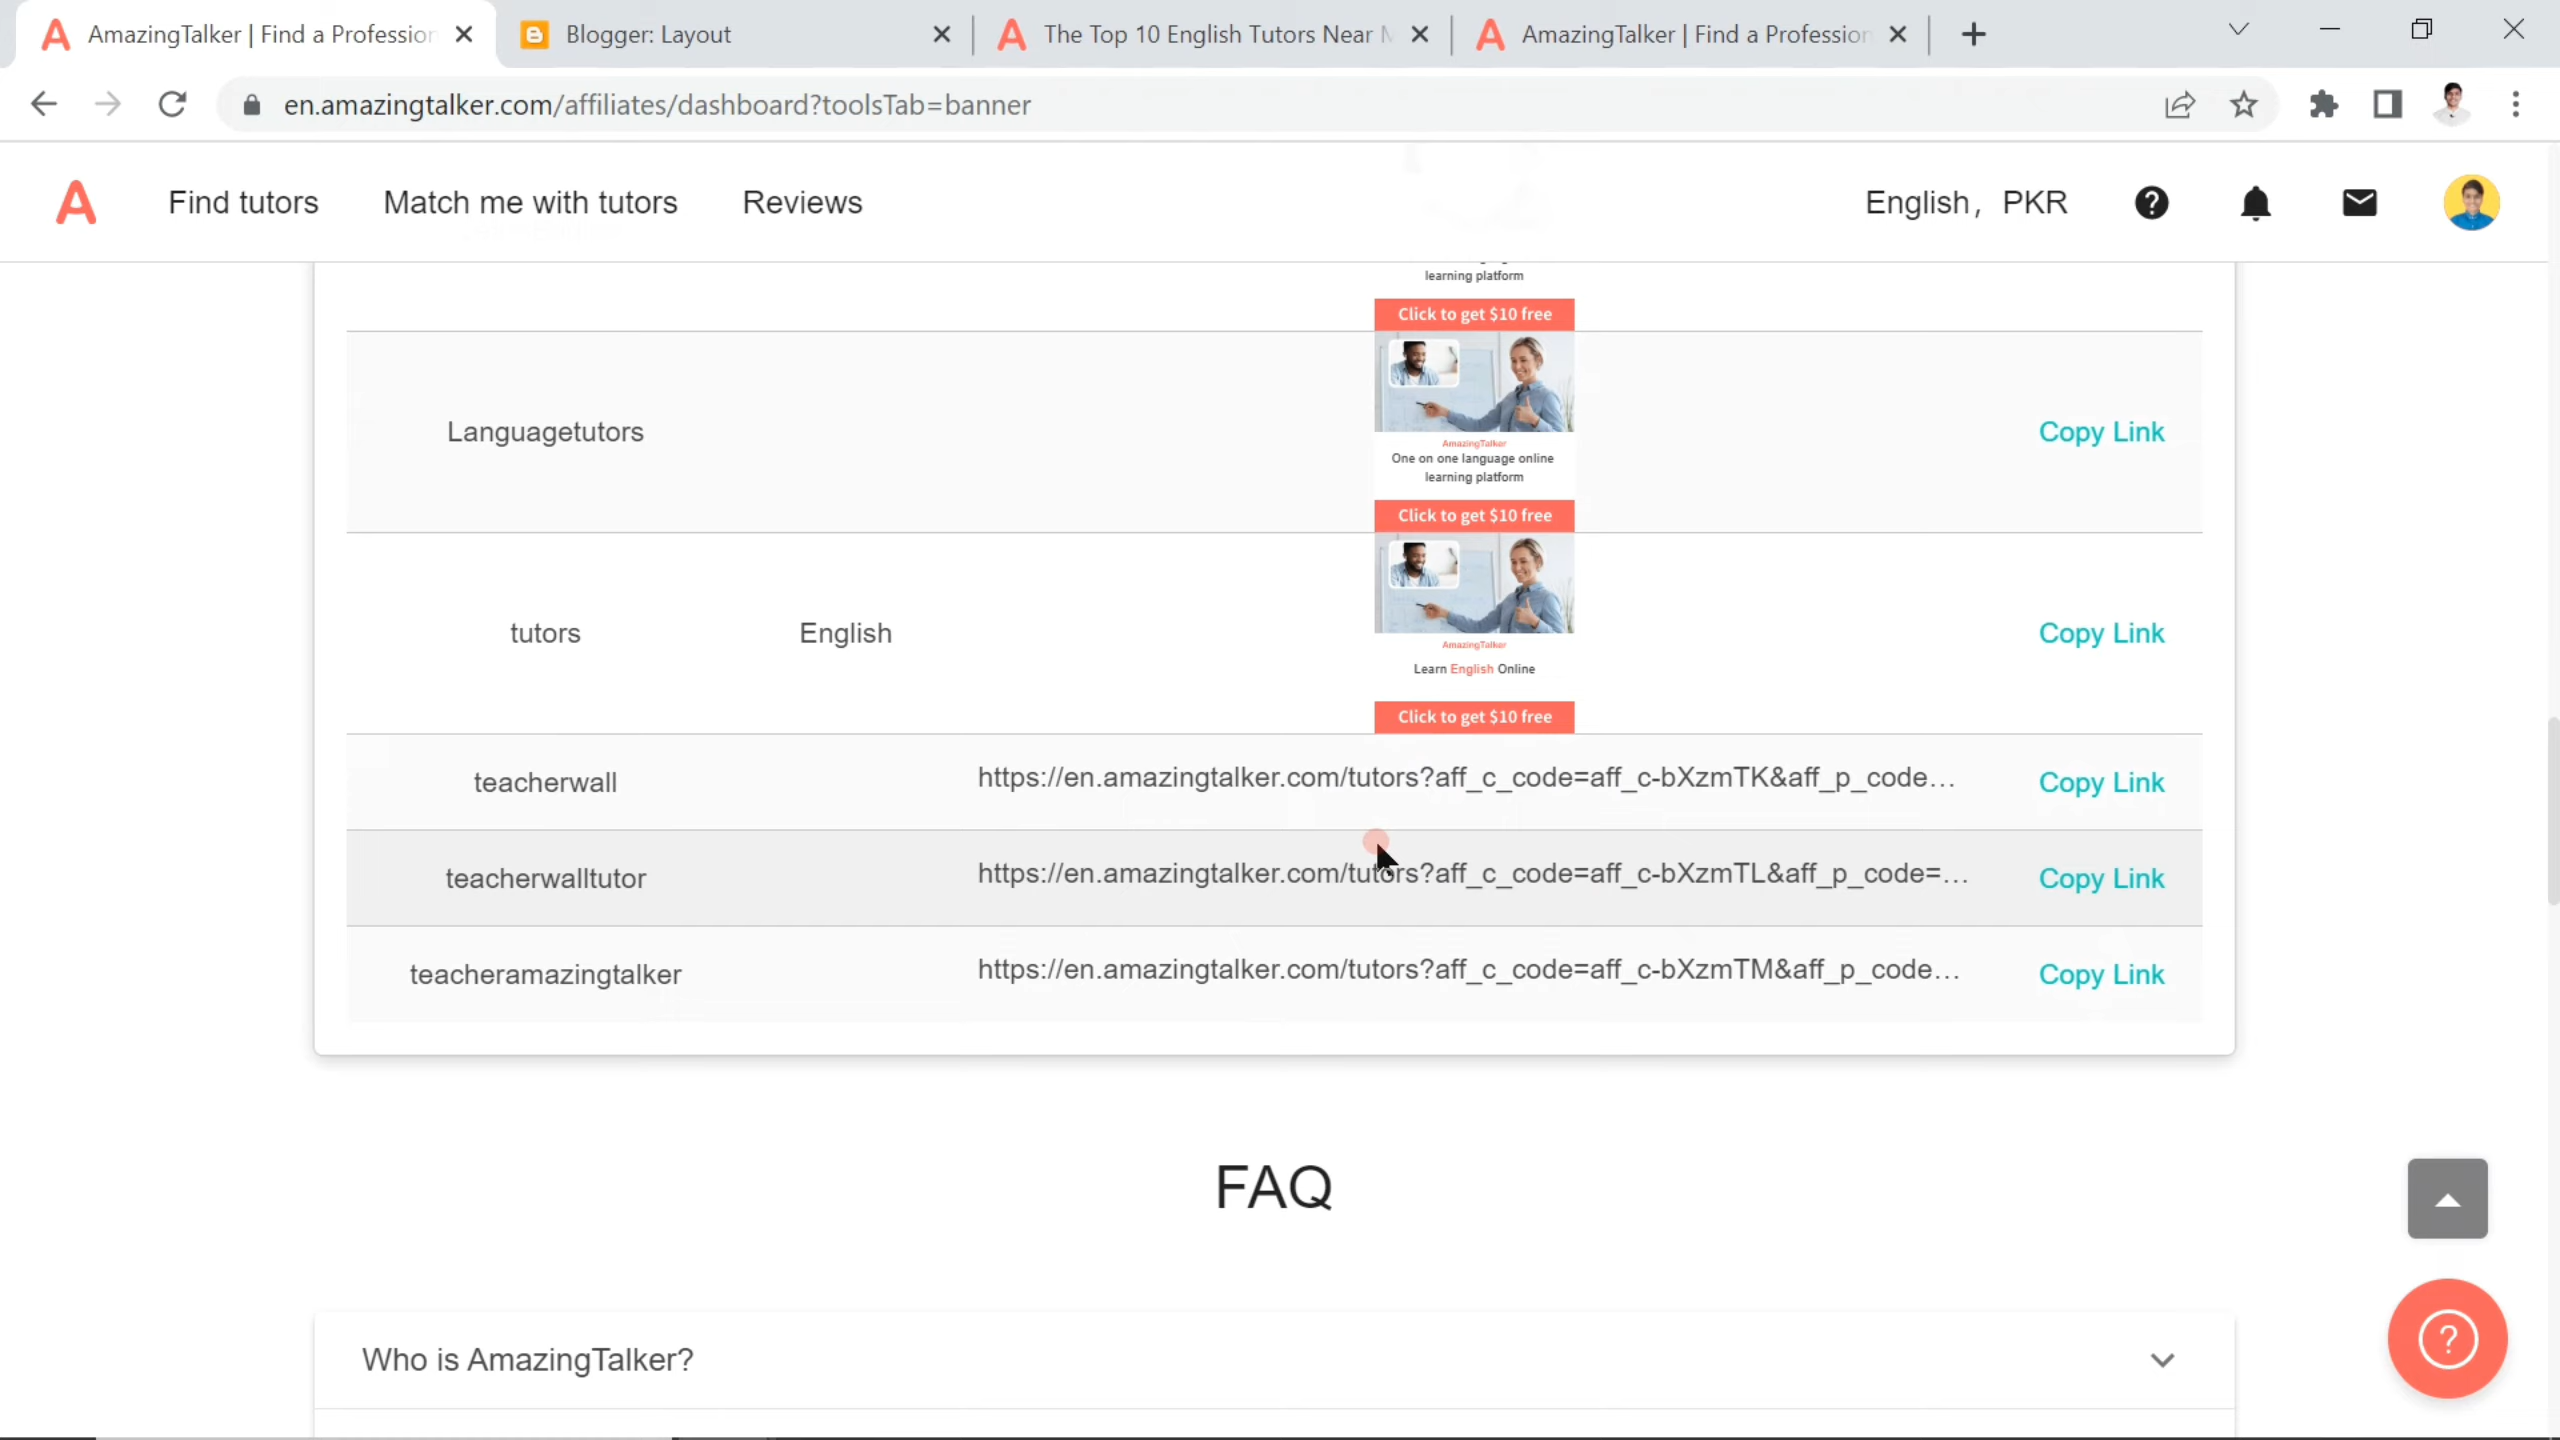 AmazingTalker | Find a Profession
Blogger: Layout
The Top 10 English Tutors Near
AmazingTalker | Find a Profession
en.amazingtalker.com/affiliates/dashboard?toolsTab=banner
Find tutors
Match me with tutors
Reviews
English, PKR
learning platform
Click to get $10 free
Languagetutors
AmazingTalker
One on one language online
learning platform
Click to get $10 free
Copy Link
tutors
English
AmazingTalker
Learn English Online
Click to get $10 free
Copy Link
teacherwall
https://en.amazingtalker.com/tutors?aff_c_code=aff_c-bXzmTK&aff_p_code...
Copy Link
teacherwalltutor
https://en.amazingtalker.com/tutors?aff_c_code=aff_c-bXzmTL&aff_p_code=...
Copy Link
teacheramazingtalker
https://en.amazingtalker.com/tutors?aff_c_code=aff_c-bXzmTM&aff_p_code...
Copy Link
FAQ
Who is AmazingTalker?